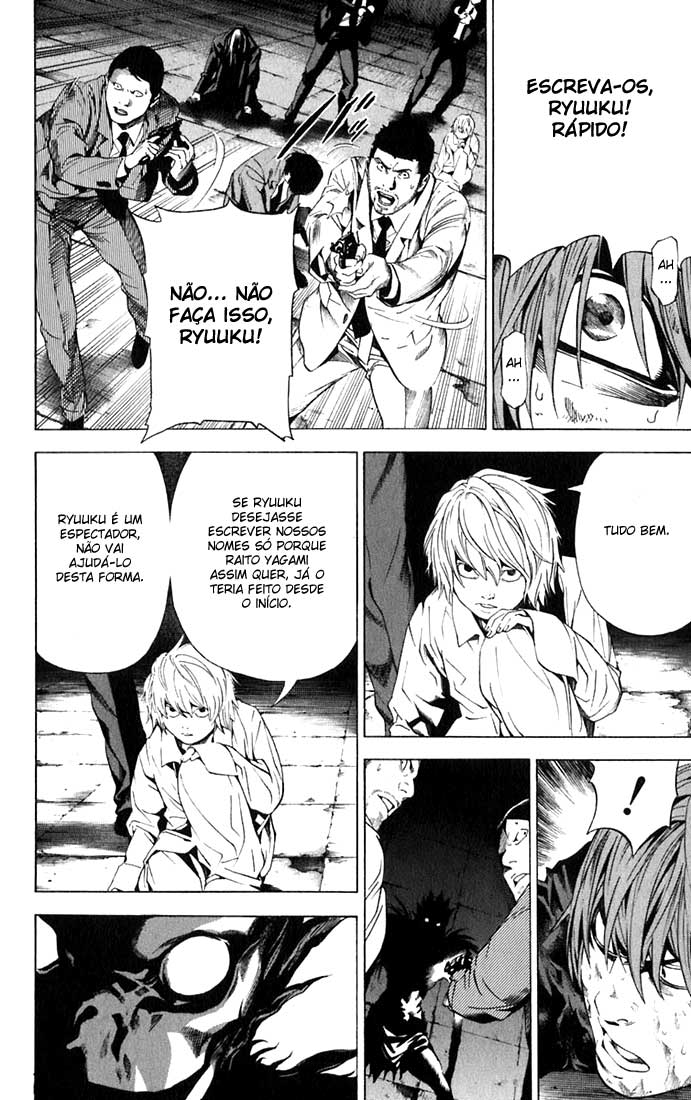 ESCREVA-OS,
RYUUKU!
RÁPIDO!
AH
...
AH
...
NÃO... NÃO
FAÇA ISSO,
RYUUKU!
TUDO BEM.
SE RYUUKU
DESEJASSE
ESCREVER NOSSOS
NOMES SÓ PORQUE
RAITO YAGAMI
ASSIM QUER, JÁ O
TERIA FEITO DESDE
O INÍCIO.
RYUUKU É UM
ESPECTADOR,
NÃO VAI
AJUDÁ-LO
DESTA FORMA.
!